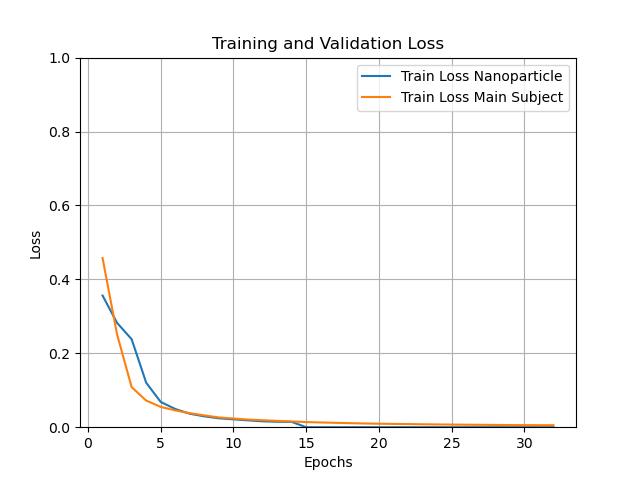 Training and Validation Loss
1.0
0.8
0.6
0.4
0.2
0.0
Loss
Train Loss Nanoparticle
Train Loss Main Subject
0 5 10 15 20 25 30
Epochs